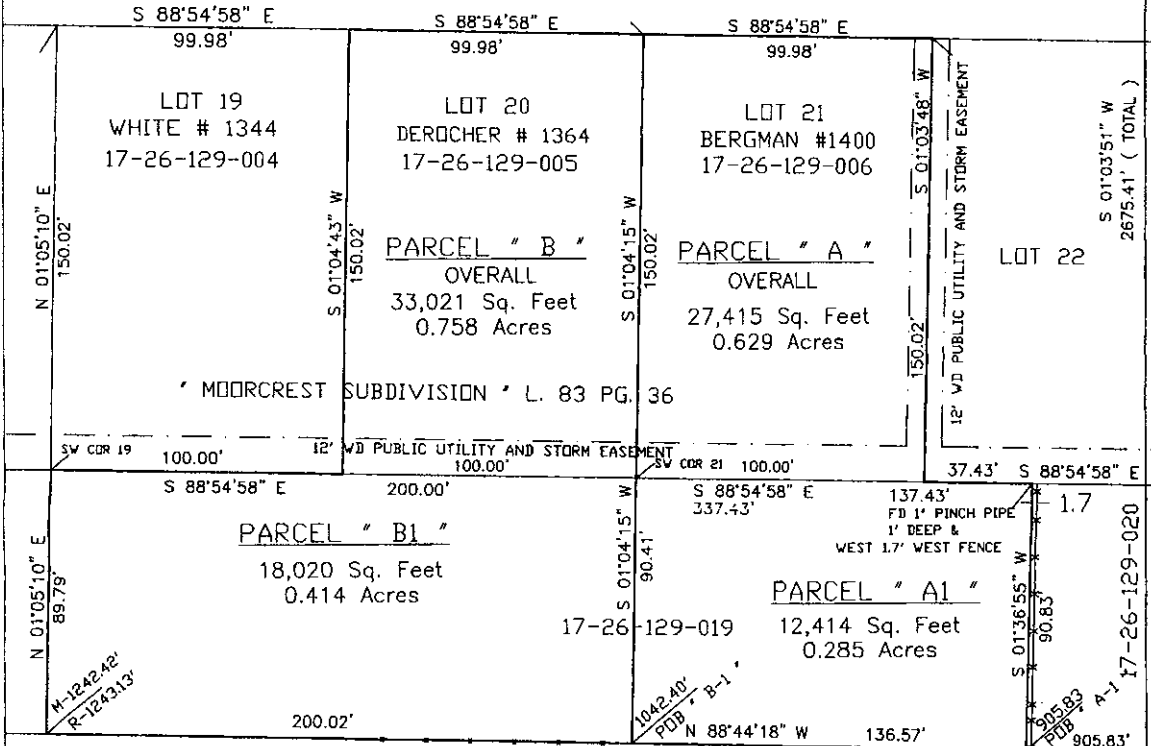 S 88°54'58" E
99.98'
99.98'
S 88°54'58" E
99.98'
LOT 19
WHITE # 1344
17-26-129-004
LOT 20
DEROCHER # 1364
17-26-129-005
LOT 21
BERGMAN #1400
17-26-129-006
S 01°03'48" W
150.02'
12' WD PUBLIC UTILITY AND STORM EASEMENT
S 01°03'51" W
2675.41' ( TOTAL )
LOT 22
N 01°05'10" E
150.02'
S 01°04'43" W
150.02'
PARCEL " B "
OVERALL
33,021 Sq. Feet
0.758 Acres
S 01°04'15" W
150.02'
PARCEL " A "
OVERALL
27,415 Sq. Feet
0.629 Acres
' MOORCREST SUBDIVISION ' L. 83 PG. 36
SW COR 19
100.00'
12' WD PUBLIC UTILITY AND STORM EASEMENT
100.00'
SW COR 21
100.00'
37.43'
S 88°54'58" E
S 88°54'58" E
200.00'
S 88°54'58" E
337.43'
137.43'
FD 1" PINCH PIPE
1' DEEP &
WEST 1.7' WEST FENCE
1.7
17-26-129-020
N 01°05'10" E
89.79'
PARCEL " B1 "
18,020 Sq. Feet
0.414 Acres
S 01°04'15" W
90.41'
17-26-129-019
PARCEL " A1 "
12,414 Sq. Feet
0.285 Acres
S 01°36'55" W
90.83'
M-1242.42'
R-1243.13'
200.02'
1042.40'
POB ' B-1 '
N 88°44'18" W
136.57'
905.83
POB ' A-1 '
905.83'